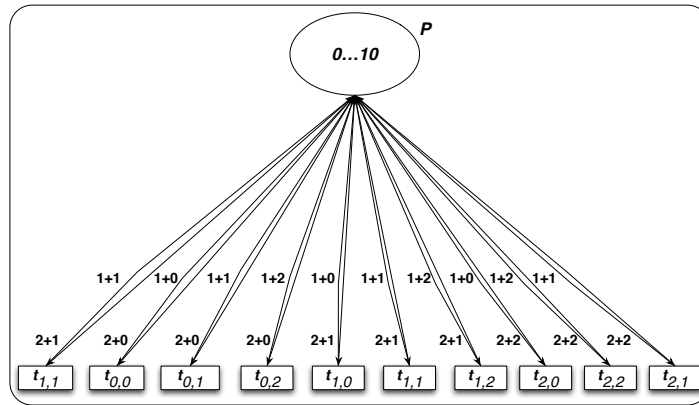 P
0...10
1+1 1+0 1+1 1+2 1+0 1+1 1+2 1+0 1+2 1+1
2+1 2+0 2+0 2+0 2+1 2+1 2+1 2+2 2+2 2+2
t1,1 t0,0 t0,1 t0,2 t1,0 t1,1 t1,2 t2,0 t2,2 t2,1